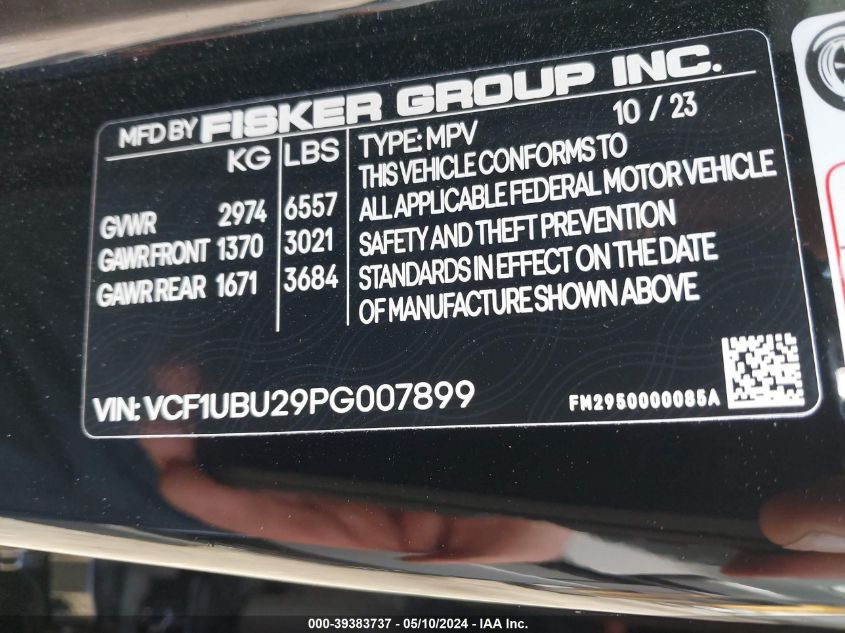 MFD BY FISKER GROUP INC.
KG LBS
GVWR 2974 6557
GAWR FRONT 1370 3021
GAWR REAR 1671 3684
TYPE: MPV 10 / 23
THIS VEHICLE CONFORMS TO
ALL APPLICABLE FEDERAL MOTOR VEHICLE
SAFETY AND THEFT PREVENTION
STANDARDS IN EFFECT ON THE DATE
OF MANUFACTURE SHOWN ABOVE
VIN: VCF1UBU29PG007899
FM2950000085A
000-39383737 - 05/10/2024 - IAA Inc.